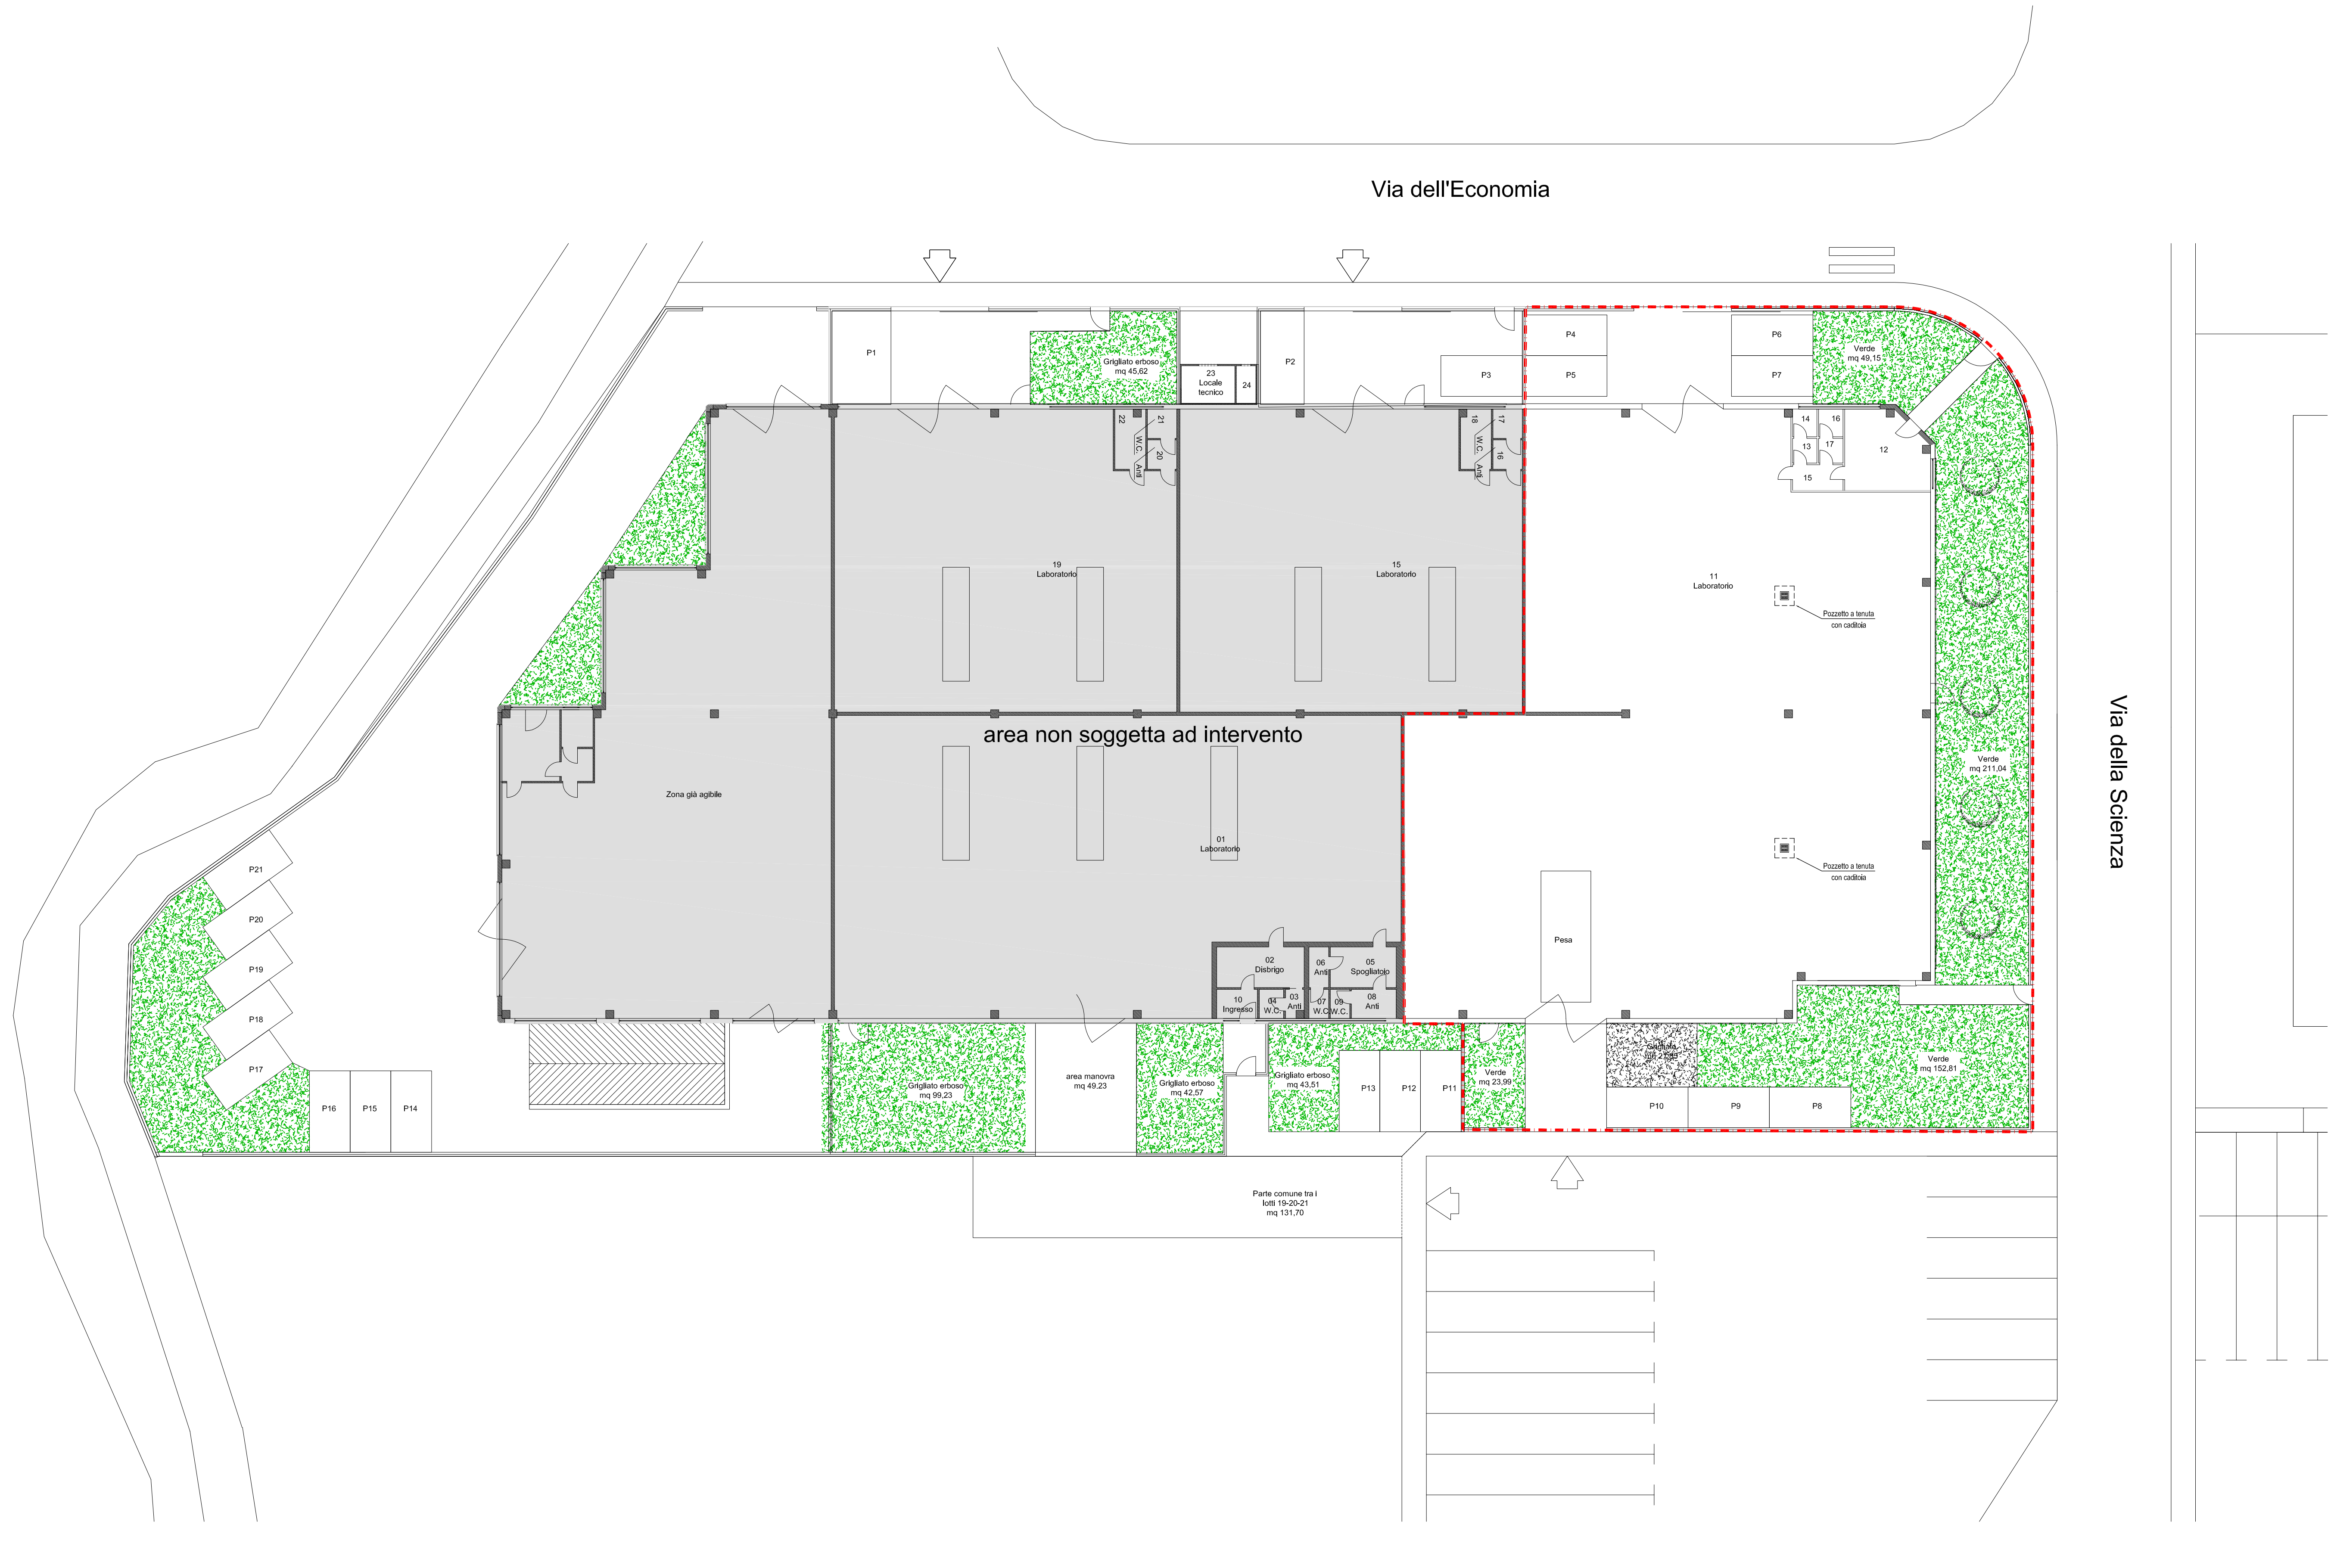 Via dell'Economia
P1
Grigliato erboso
mq 45,62
23
Locale
tecnico
24
P2
P3
P4
P5
P6
P7
Verde
mq 49,15
22
W.C.
Anti
21
20
18
W.C.
Anti
17
16
14
16
13
17
15
12
19
Laboratorio
15
Laboratorio
11
Laboratorio
Pozzetto a tenuta
con caditoia
area non soggetta ad intervento
Via della Scienza
Verde
mq 211,04
Zona già agibile
01
Laboratorio
Pozzetto a tenuta
con caditoia
Pesa
P21
P20
P19
P18
P17
P16
P15
P14
02
Disbrigo
06
Anti
05
Spogliatoio
10
Ingresso
04
W.C.
03
Anti
07
W.C.
09
W.C.
08
Anti
Grigliato erboso
mq 99,23
area manovra
mq 49,23
Grigliato erboso
mq 42,57
Grigliato erboso
mq 43,51
P13
P12
P11
Verde
mq 23,99
P10
P9
P8
Verde
mq 152,81
Parte comune tra i
lotti 19-20-21
mq 131,70